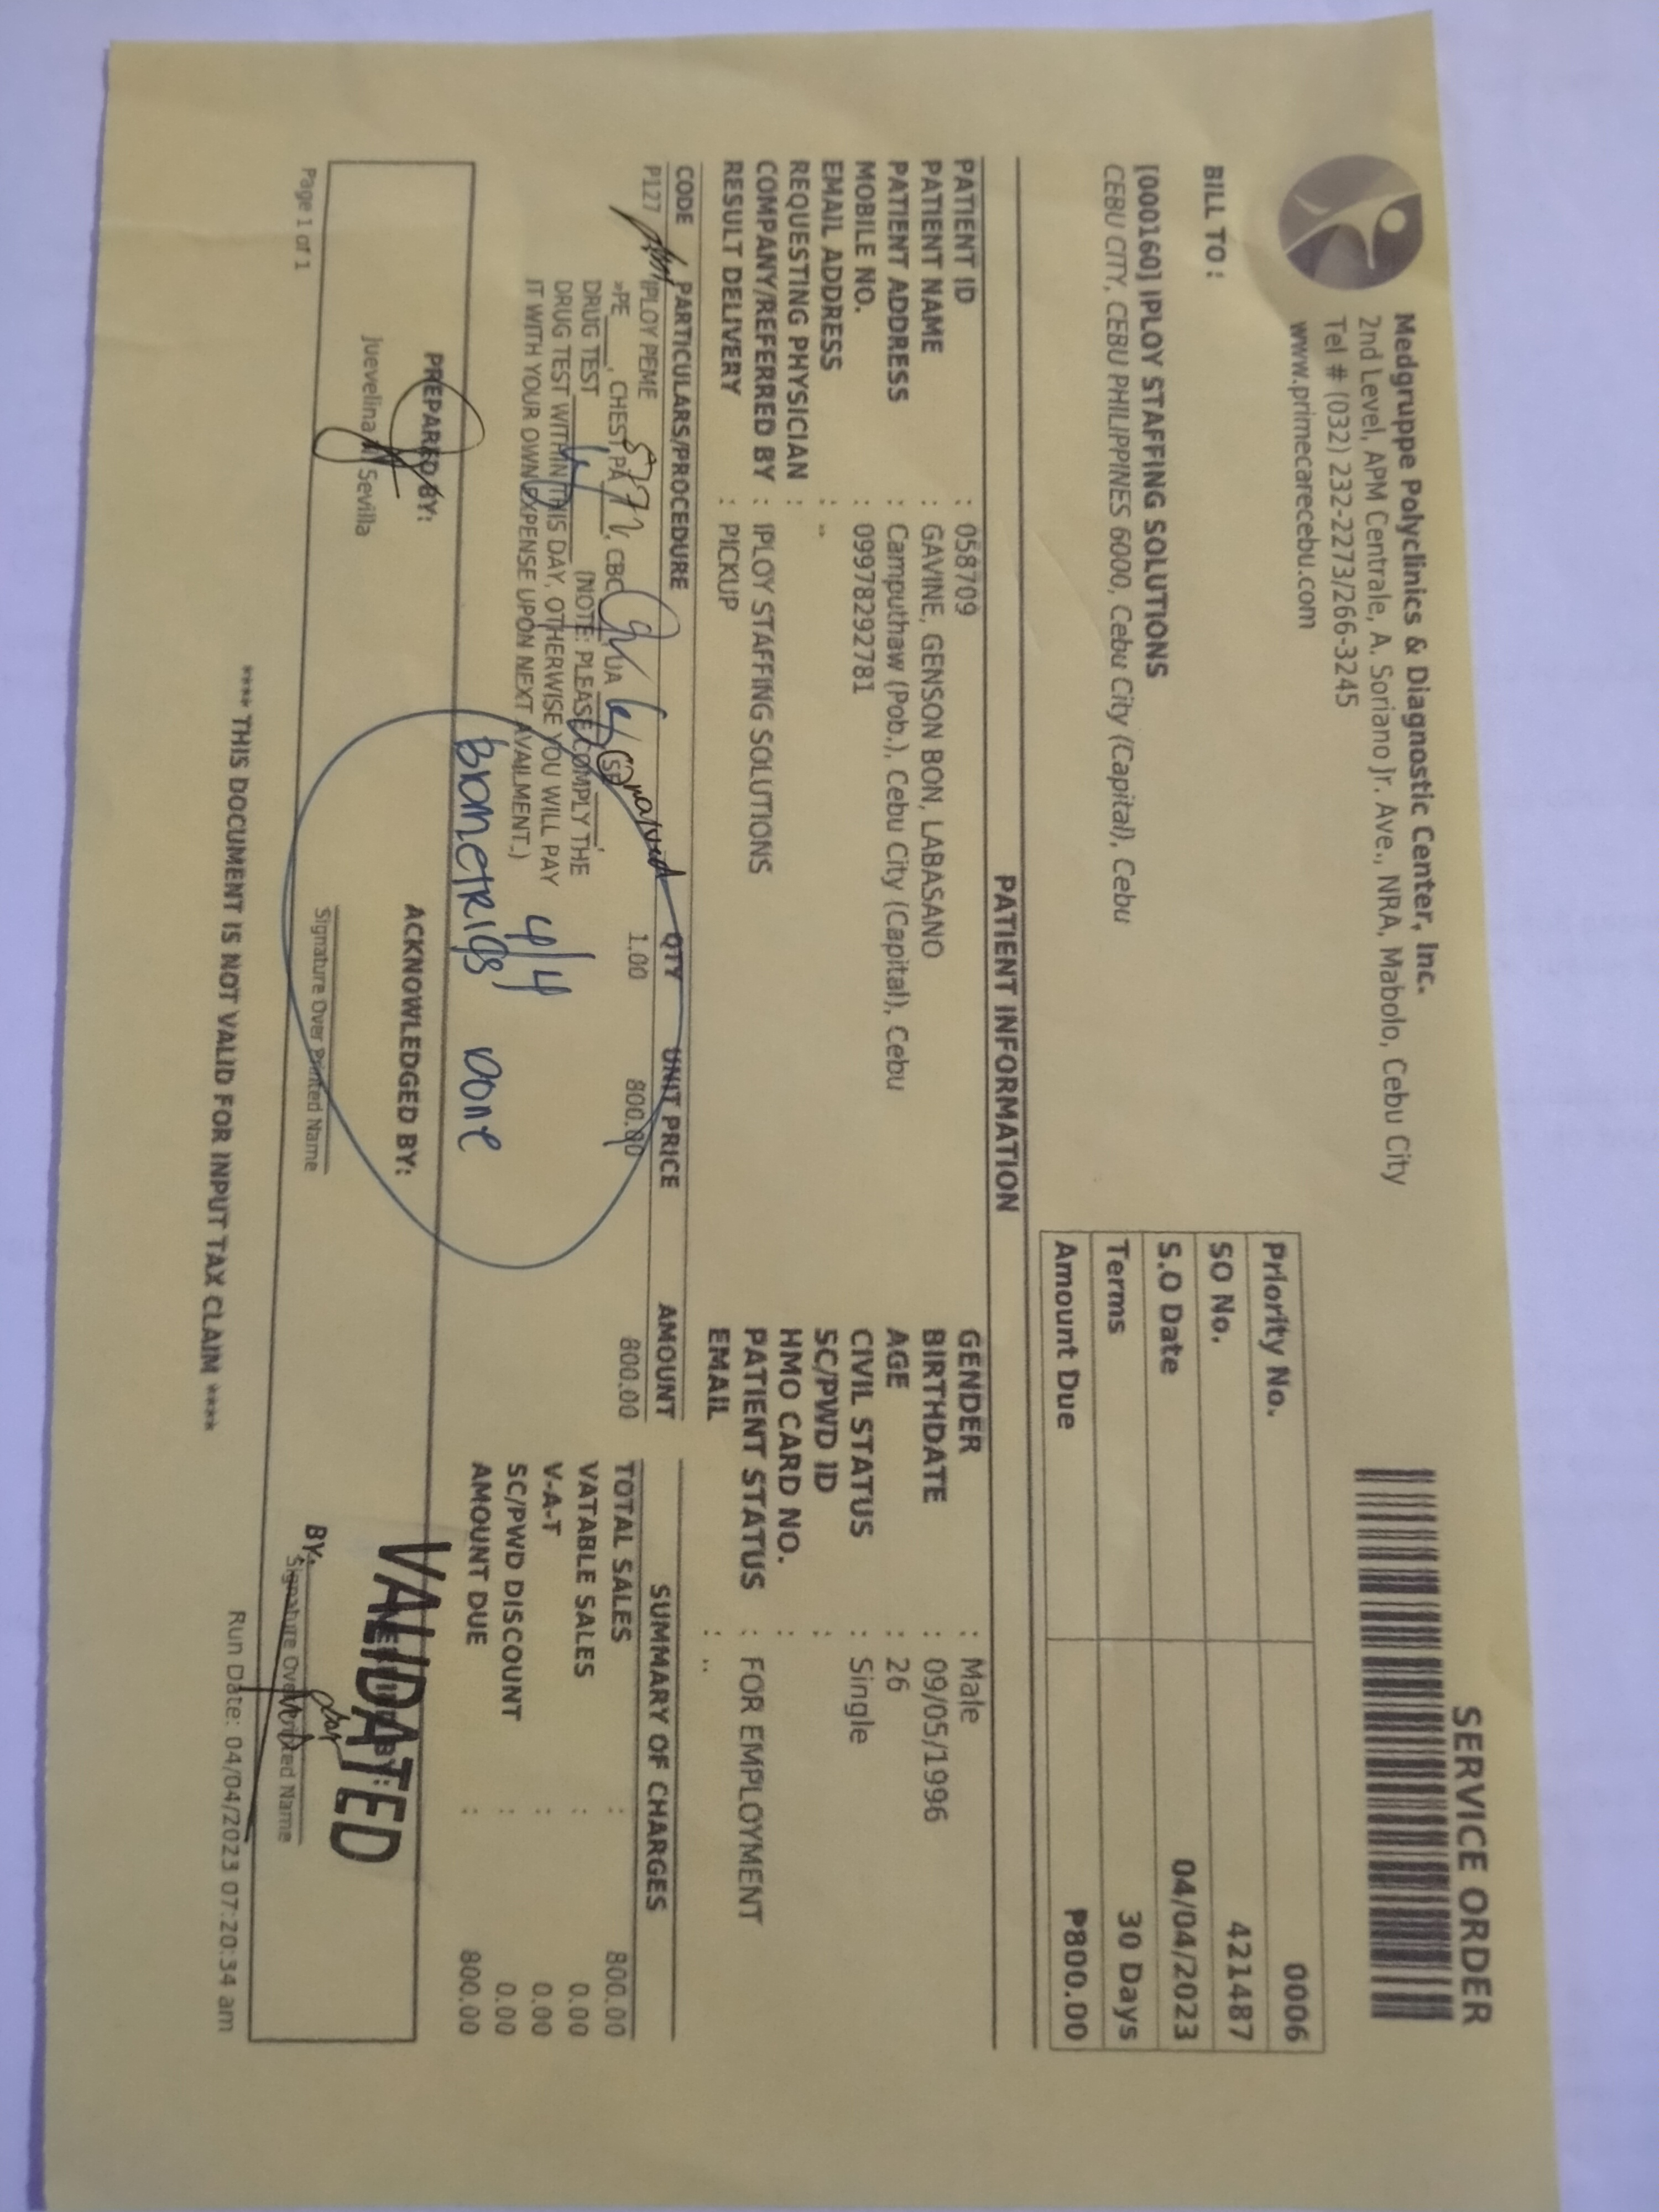 SERVICE ORDER
Medgruppe Polyclinics & Diagnostic Center, Inc.
2nd Level, APM Centrale, A. Soriano Jr. Ave., NRA, Mabolo, Cebu City
Tel # (032) 232-2273/266-3245
www.primecarecebu.com
Priority No. 0006
SO No. 421487
S.O Date 04/04/2023
Terms 30 Days
Amount Due ₱800.00
BILL TO :
[000160] IPLOY STAFFING SOLUTIONS
CEBU CITY, CEBU PHILIPPINES 6000, Cebu City (Capital), Cebu
PATIENT INFORMATION
PATIENT ID : 058709 GENDER : Male
PATIENT NAME : GAVINE, GENSON BON, LABASANO BIRTHDATE : 09/05/1996
PATIENT ADDRESS : Camputhaw (Pob.), Cebu City (Capital), Cebu AGE : 26
MOBILE NO. : 09978292781 CIVIL STATUS : Single
EMAIL ADDRESS : .. SC/PWD ID :
REQUESTING PHYSICIAN : HMO CARD NO. :
COMPANY/REFERRED BY : IPLOY STAFFING SOLUTIONS PATIENT STATUS : FOR EMPLOYMENT
RESULT DELIVERY : PICKUP EMAIL : ..
CODE PARTICULARS/PROCEDURE QTY UNIT PRICE AMOUNT SUMMARY OF CHARGES
P127 IPLOY PEME 1.00 800.00 800.00 TOTAL SALES : 800.00
»PE ____, CHEST PA ____, CBC ____, UA
DRUG TEST ____ (NOTE: PLEASE COMPLY THE VATABLE SALES : 0.00
DRUG TEST WITHIN THIS DAY, OTHERWISE YOU WILL PAY V-A-T : 0.00
IT WITH YOUR OWN EXPENSE UPON NEXT AVAILMENT.) SC/PWD DISCOUNT : 0.00
4/4
Biometrics Done
AMOUNT DUE : 800.00
PREPARED BY: ACKNOWLEDGED BY: VALIDATED
Juevelina Sevilla
Signature Over Printed Name BY: Signature Over Printed Name
Page 1 of 1
**** THIS DOCUMENT IS NOT VALID FOR INPUT TAX CLAIM **** Run Date: 04/04/2023 07:20:34 am